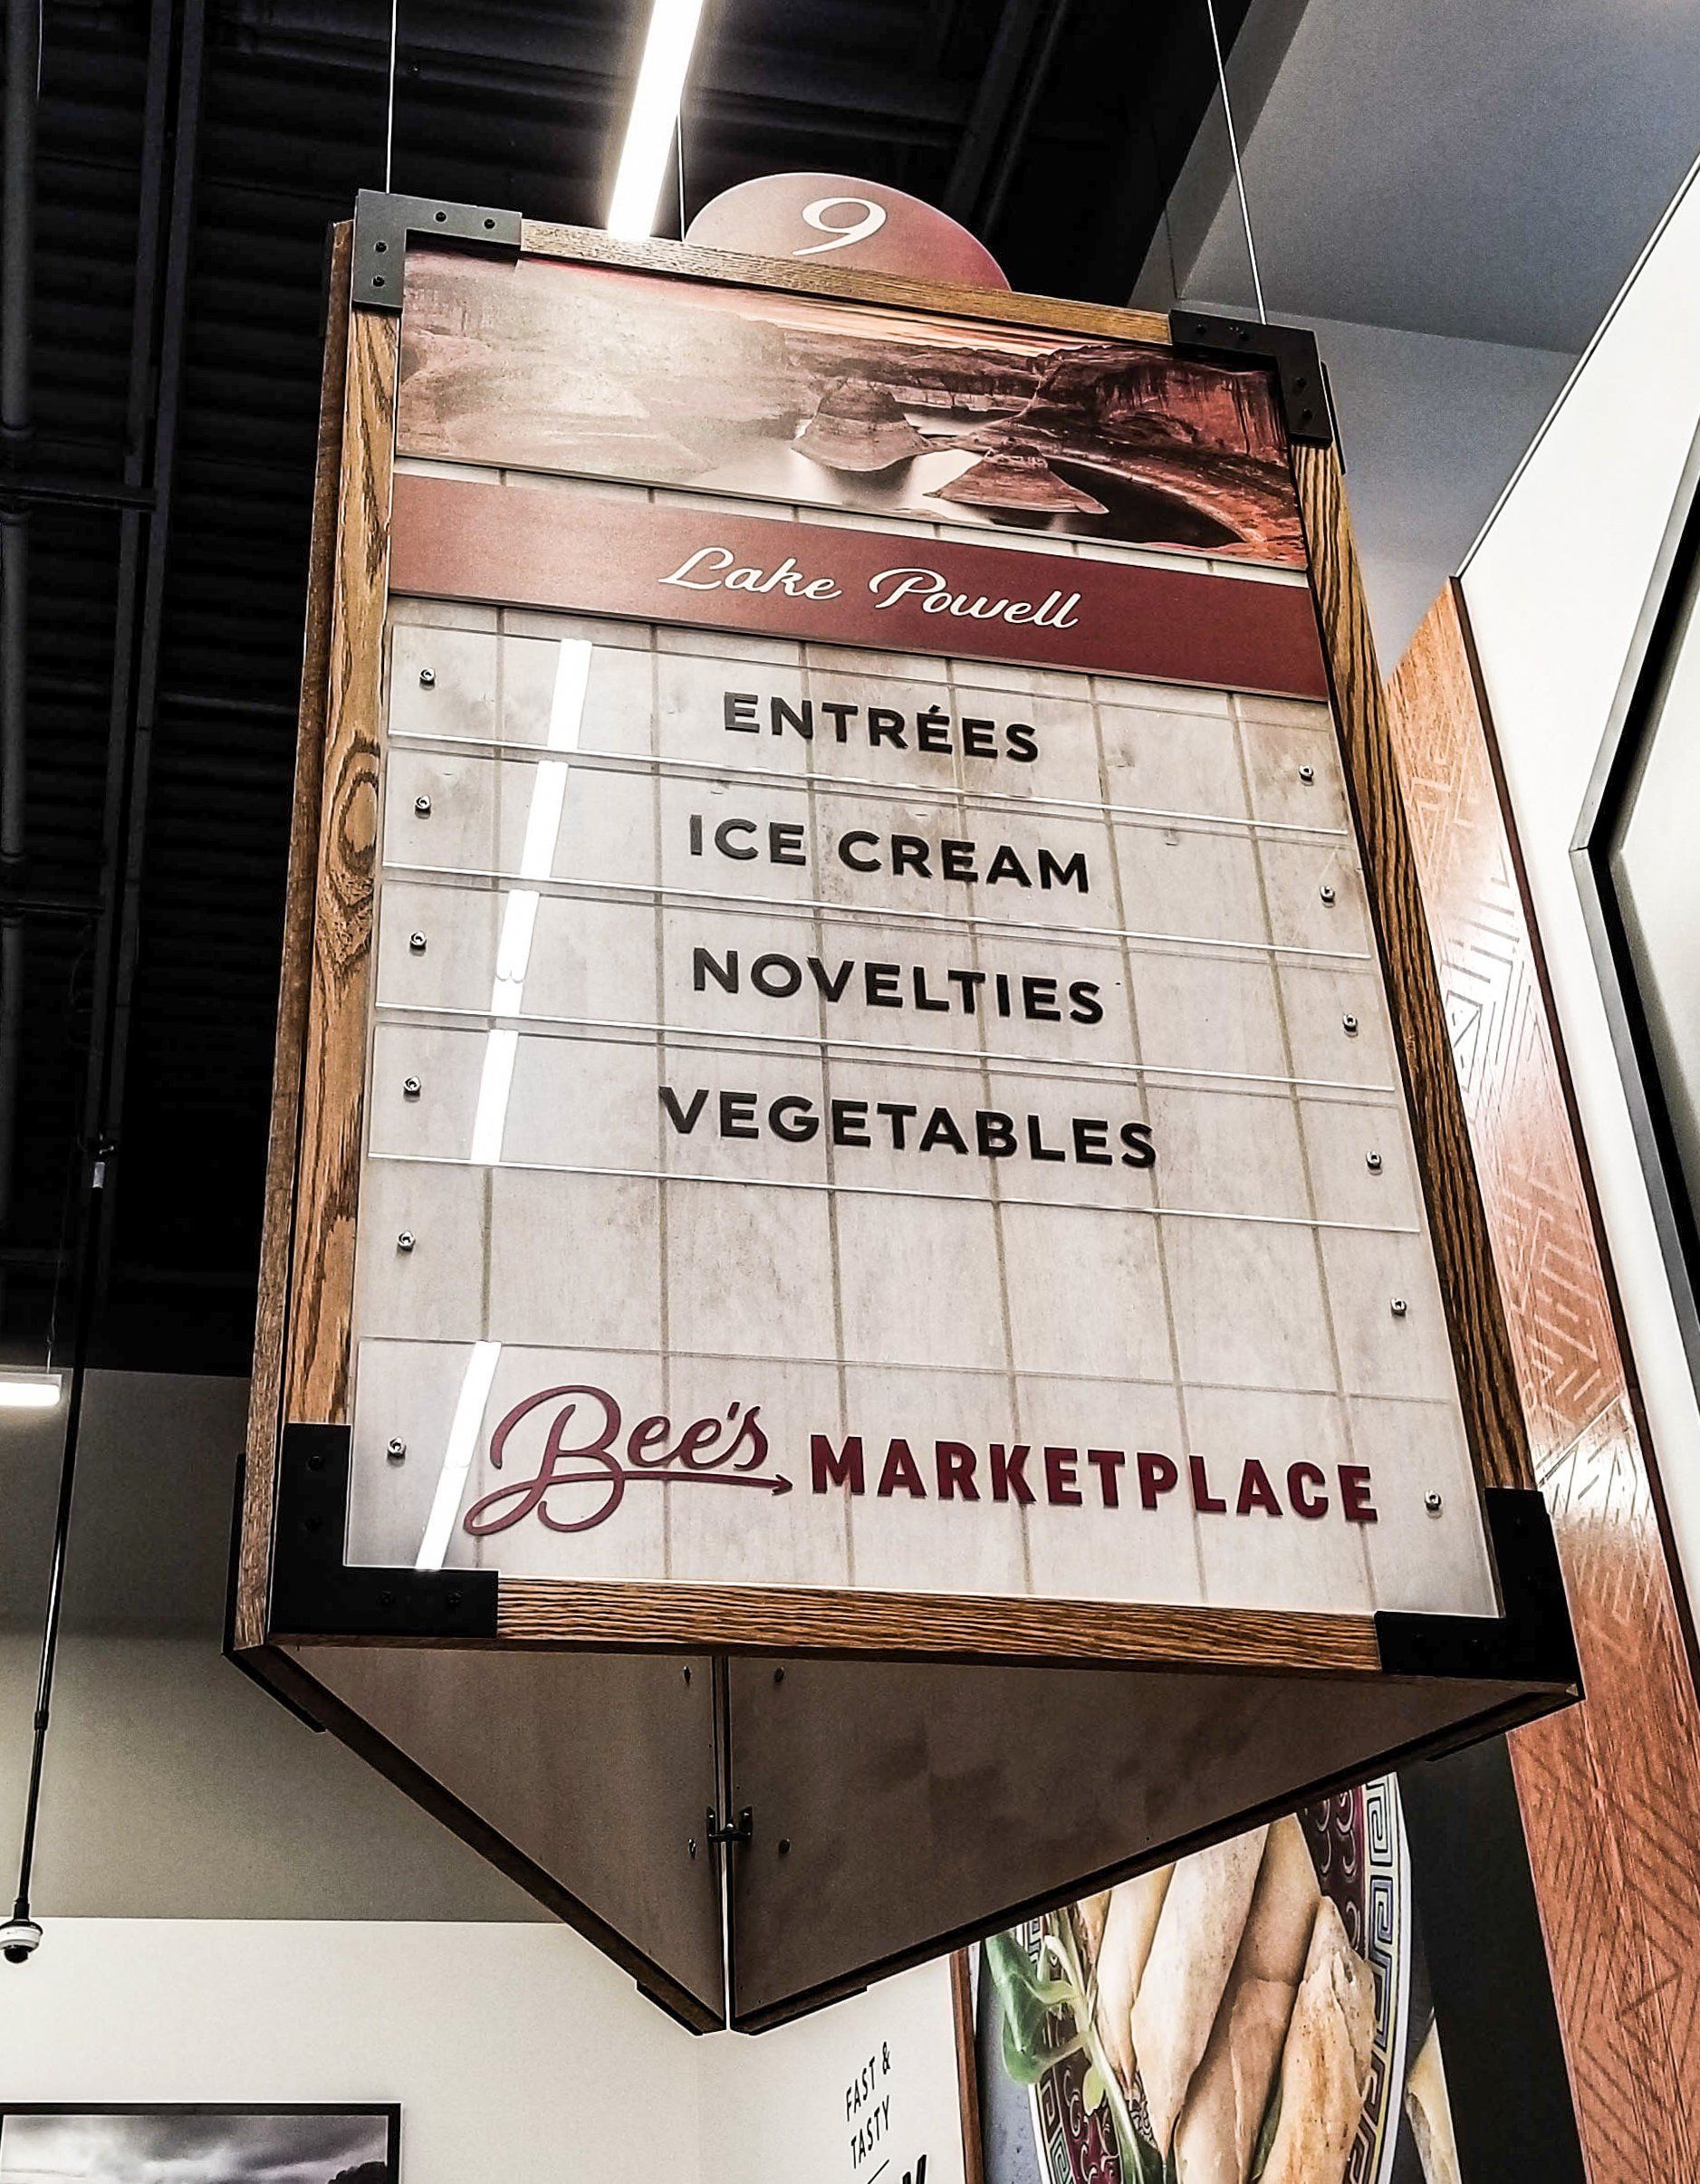 9
Lake Powell
ENTRÉES
ICE CREAM
NOVELTIES
VEGETABLES
Bee's MARKETPLACE
FAST &
TASTY